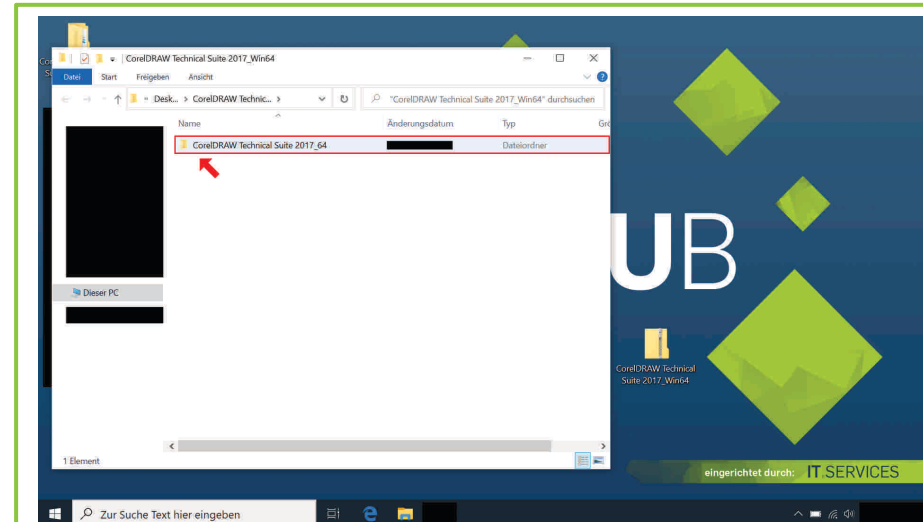 CorelDRAW Technical Suite 2017_Win64
Datei Start Freigeben Ansicht
« Desk... > CorelDRAW Technic... >
"CorelDRAW Technical Suite 2017_Win64" durchsuchen
Name Änderungsdatum Typ
CorelDRAW Technical Suite 2017_64 Dateiordner
Dieser PC
UB
CorelDRAW Technical
Suite 2017_Win64
1 Element
eingerichtet durch: IT.SERVICES
Zur Suche Text hier eingeben